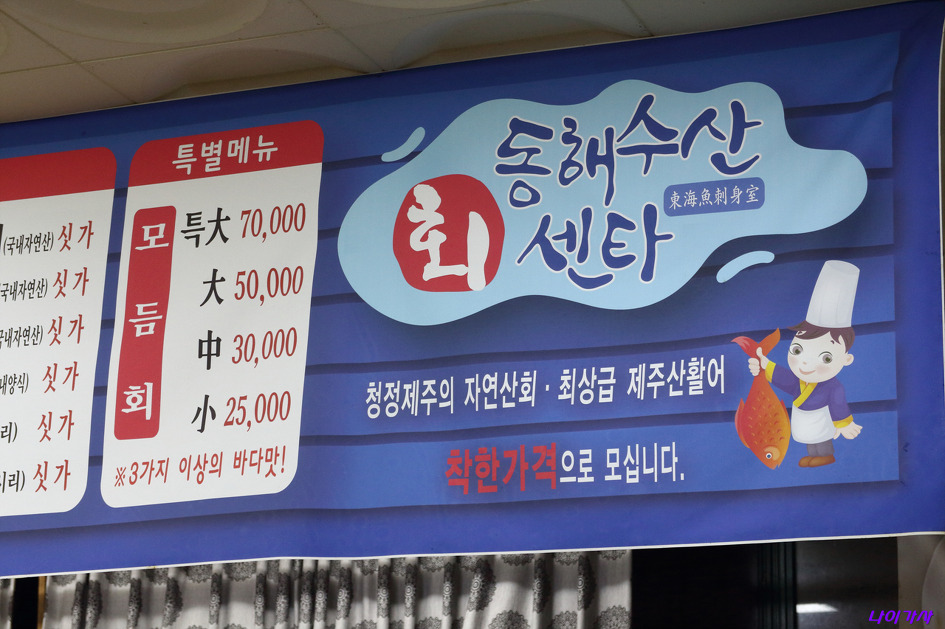 (국내자연산) 싯가
국내자연산) 싯가
국내자연산) 싯가
내양식) 싯가
리) 싯가
리) 싯가
특별메뉴
모듬회
특大 70,000
大 50,000
中 30,000
小 25,000
※3가지 이상의 바다맛!
동해수산
회 센타
東海魚刺身室
청정제주의 자연산회 · 최상급 제주산활어
착한가격으로 모십니다.
나이가사